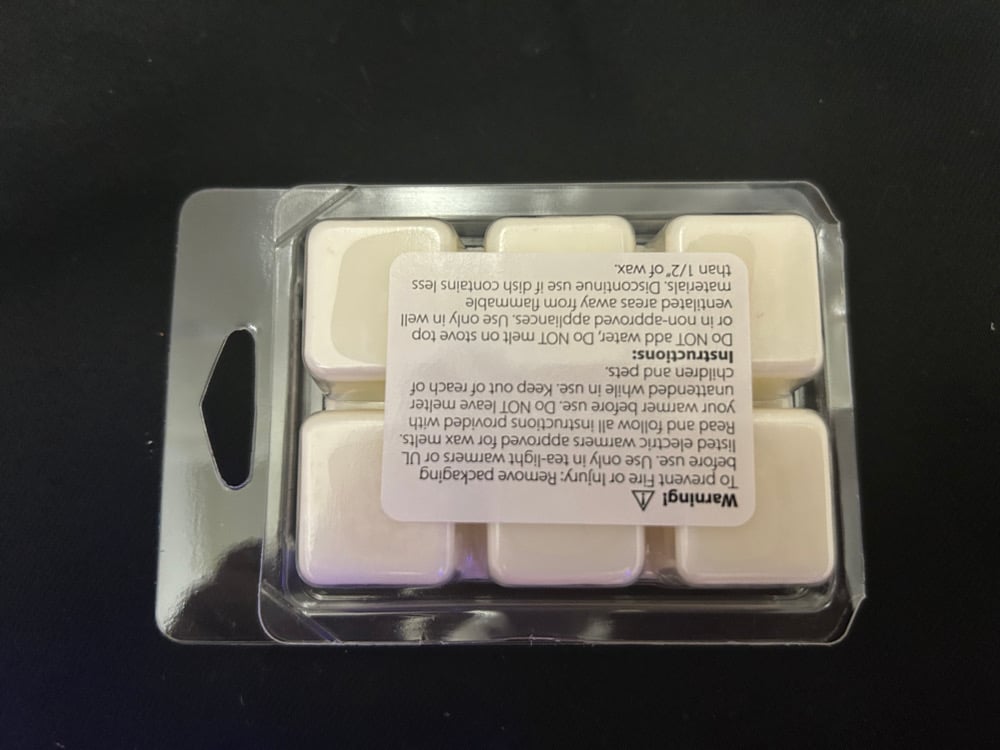 Warning! ⚠
To prevent Fire or Injury: Remove packaging
before use. Use only in tea-light warmers or UL
listed electric warmers approved for wax melts.
Read and follow all instructions provided with
your warmer before use. Do NOT leave melter
unattended while in use. Keep out of reach of
children and pets.
Instructions:
Do NOT add water, Do NOT melt on stove top
or in non-approved appliances. Use only in well
ventilated areas away from flammable
materials. Discontinue use if dish contains less
than 1/2" of wax.